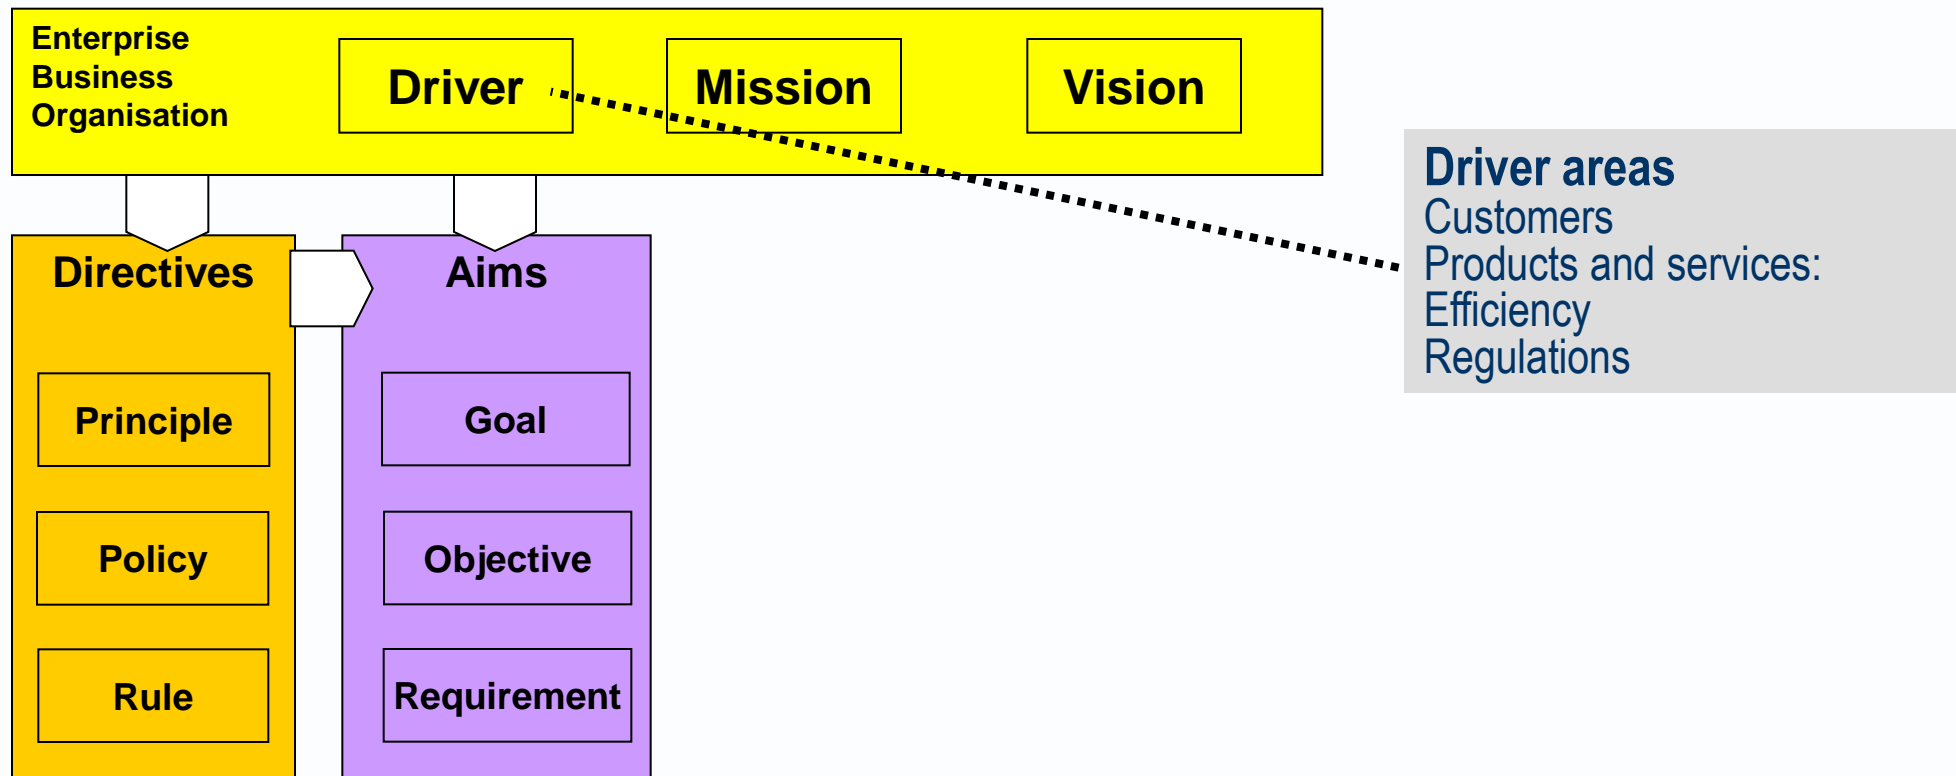 Enterprise
Business
Organisation
Driver
Mission
Vision
Driver areas
Customers
Products and services:
Efficiency
Regulations
Directives
Aims
Principle
Goal
Policy
Objective
Rule
Requirement